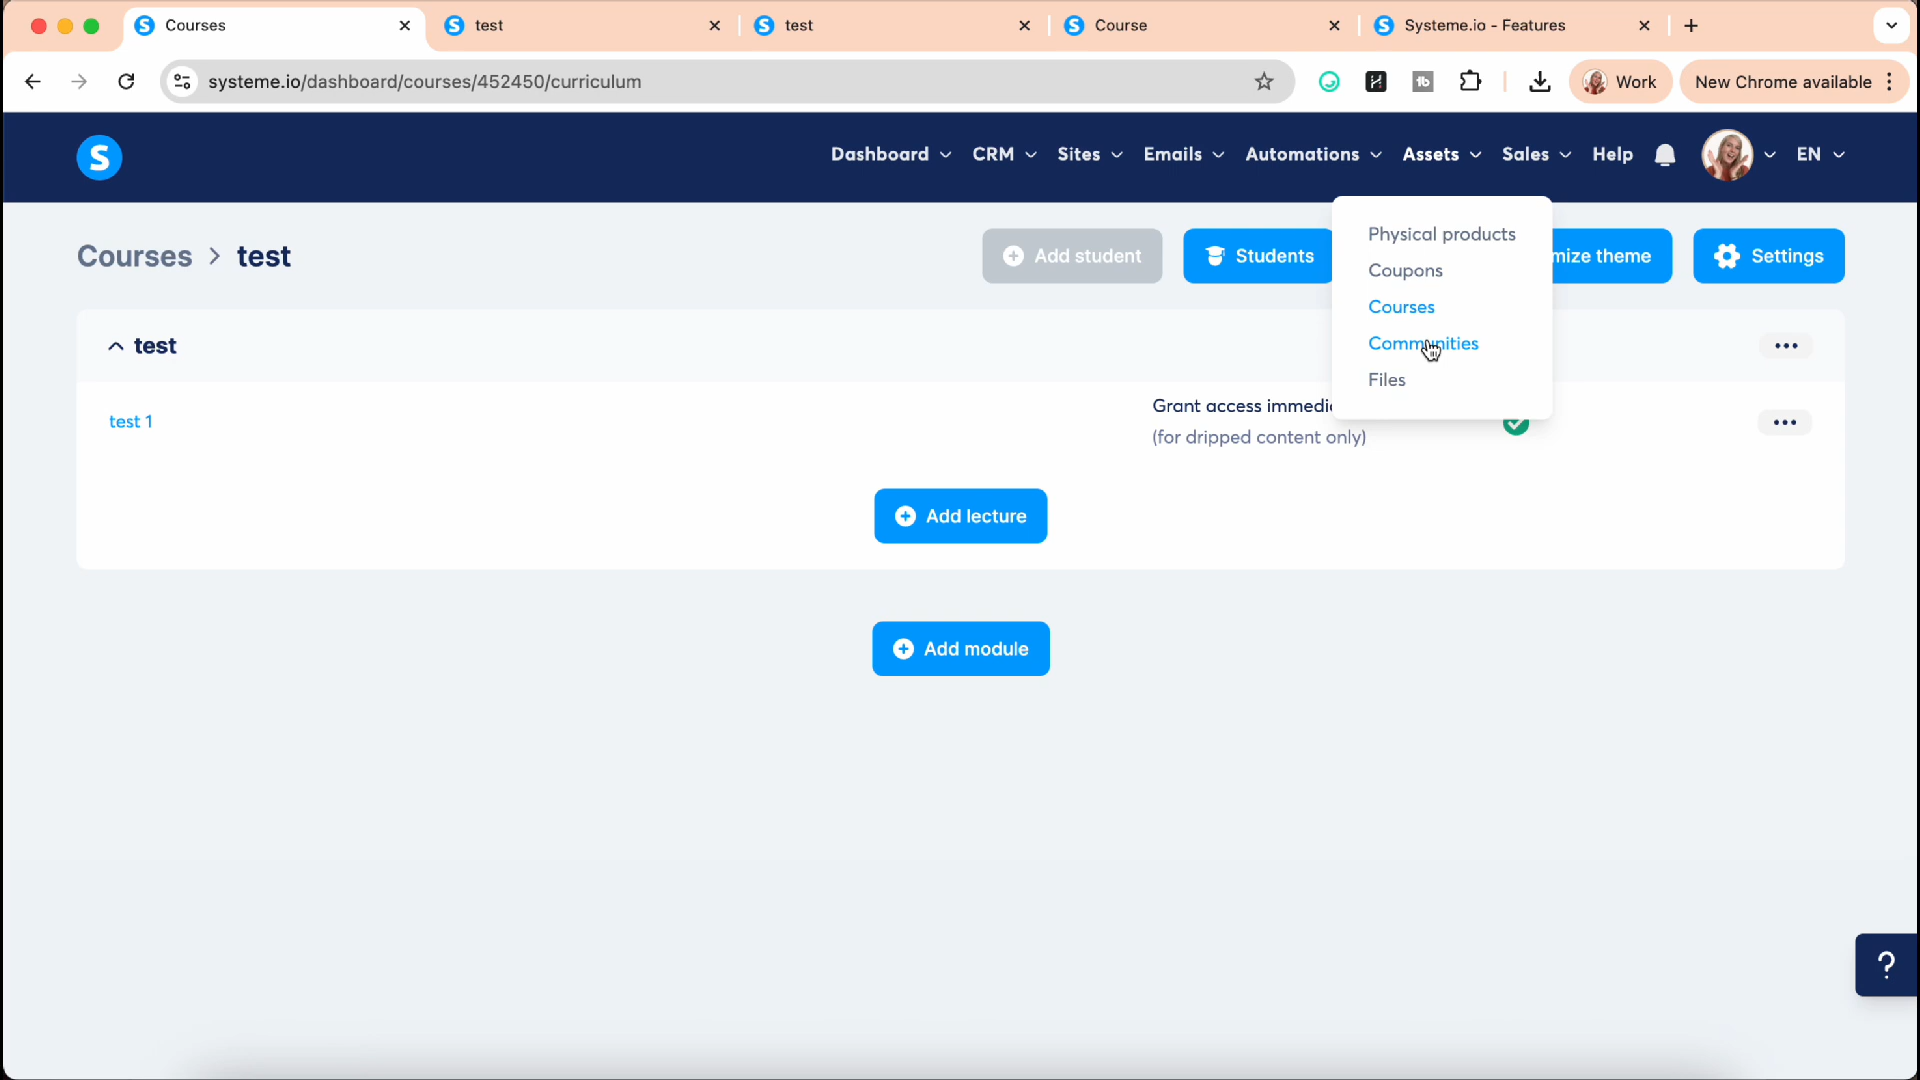 Courses
test
test
Course
Systeme.io - Features
systeme.io/dashboard/courses/452450/curriculum
Work
New Chrome available
Dashboard
CRM
Sites
Emails
Automations
Assets
Sales
Help
EN
Courses > test
Add student
Students
mize theme
Settings
Physical products
Coupons
Courses
Communities
Files
test
test 1
Grant access immedi
(for dripped content only)
Add lecture
Add module
?